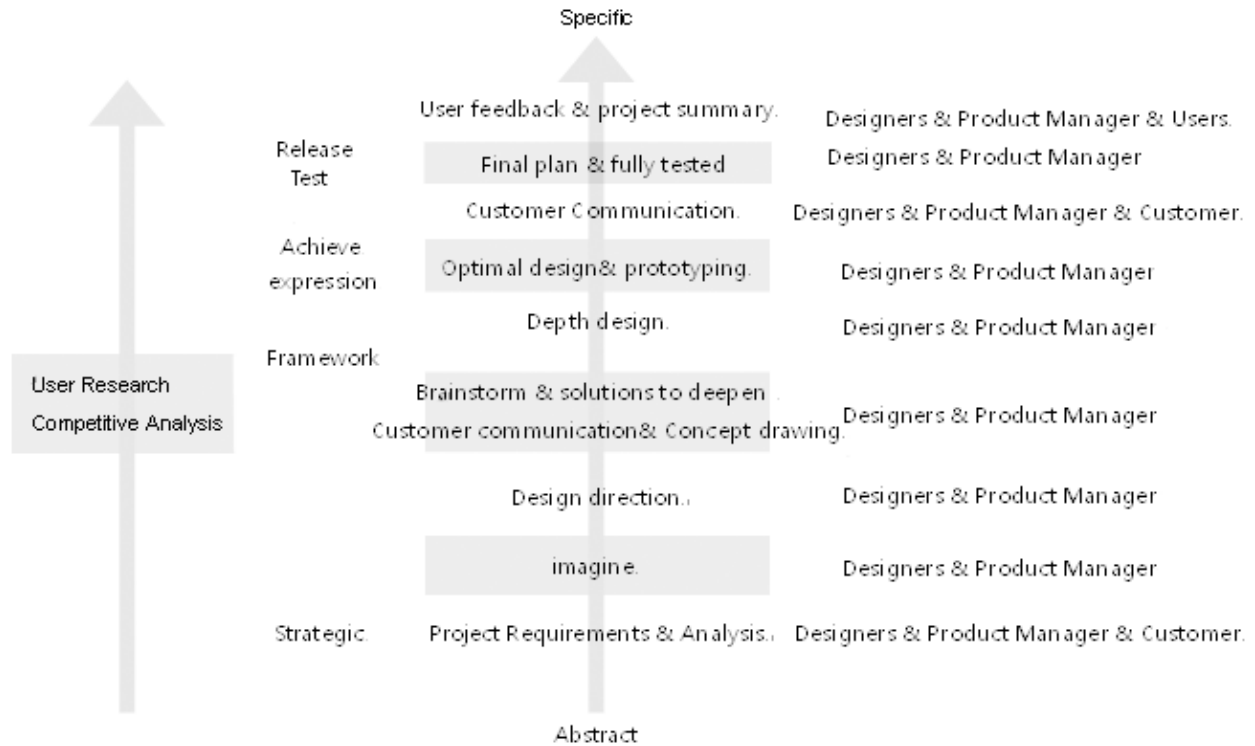 Specific
User feedback & project summary.
Designers & Product Manager & Users.
Release
Test
Final plan & fully tested
Designers & Product Manager
Customer Communication.
Designers & Product Manager & Customer.
Achieve
expression
Optimal design& prototyping.
Designers & Product Manager
Depth design.
Designers & Product Manager
Framework
User Research
Competitive Analysis
Brainstorm & solutions to deepen .
Customer communication& Concept drawing.
Designers & Product Manager
Design direction..
Designers & Product Manager
imagine.
Designers & Product Manager
Strategic.
Project Requirements & Analysis..
Designers & Product Manager & Customer.
Abstract